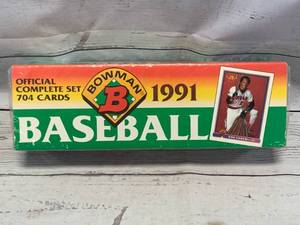 OFFICIAL
COMPLETE SET
704 CARDS
BOWMAN
B
1991
BASEBALL